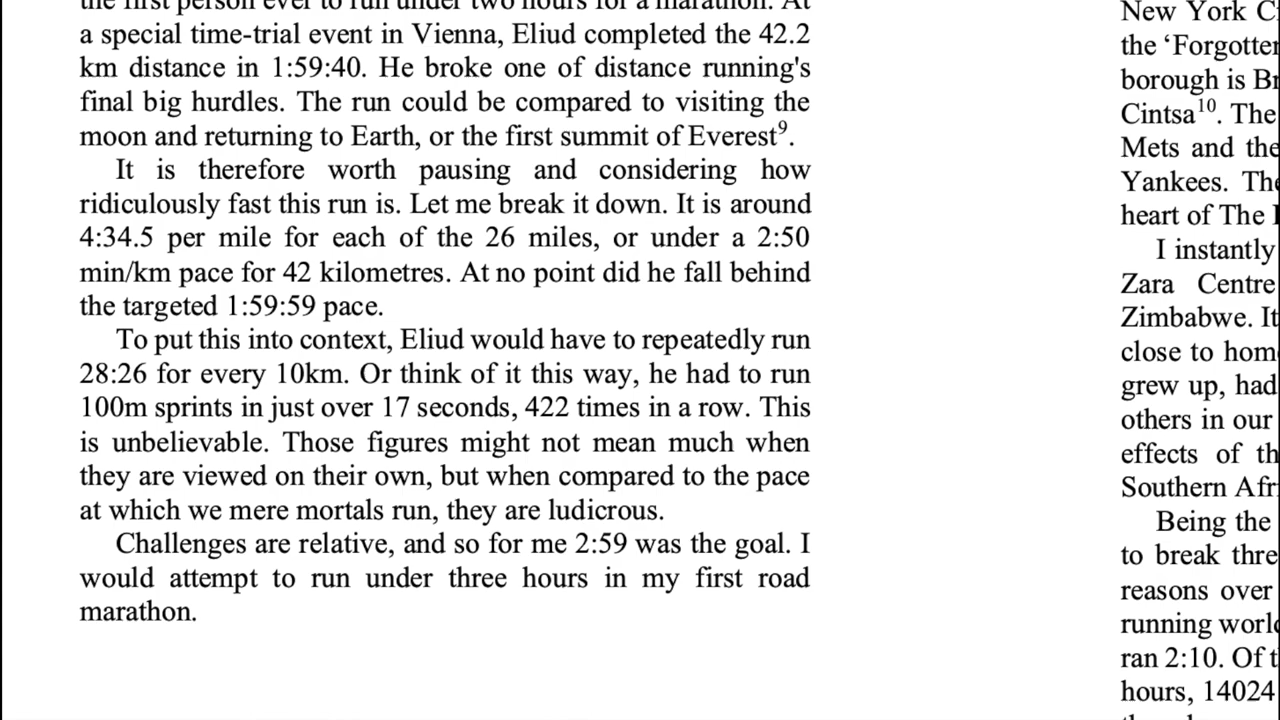 the first person ever to run under two hours for a marathon. At
a special time-trial event in Vienna, Eliud completed the 42.2
km distance in 1:59:40. He broke one of distance running's
final big hurdles. The run could be compared to visiting the
moon and returning to Earth, or the first summit of Everest⁹.
It is therefore worth pausing and considering how
ridiculously fast this run is. Let me break it down. It is around
4:34.5 per mile for each of the 26 miles, or under a 2:50
min/km pace for 42 kilometres. At no point did he fall behind
the targeted 1:59:59 pace.
To put this into context, Eliud would have to repeatedly run
28:26 for every 10km. Or think of it this way, he had to run
100m sprints in just over 17 seconds, 422 times in a row. This
is unbelievable. Those figures might not mean much when
they are viewed on their own, but when compared to the pace
at which we mere mortals run, they are ludicrous.
Challenges are relative, and so for me 2:59 was the goal. I
would attempt to run under three hours in my first road
marathon.
New York
the ‘Forgotten
borough is
Cintsa¹⁰. The
Mets and the
Yankees. The
heart of The
I instantly
Zara Centre
Zimbabwe. It
close to
grew up, had
others in our
effects of
Southern
Being the
to break
reasons over
running
ran 2:10. Of
hours, 14024